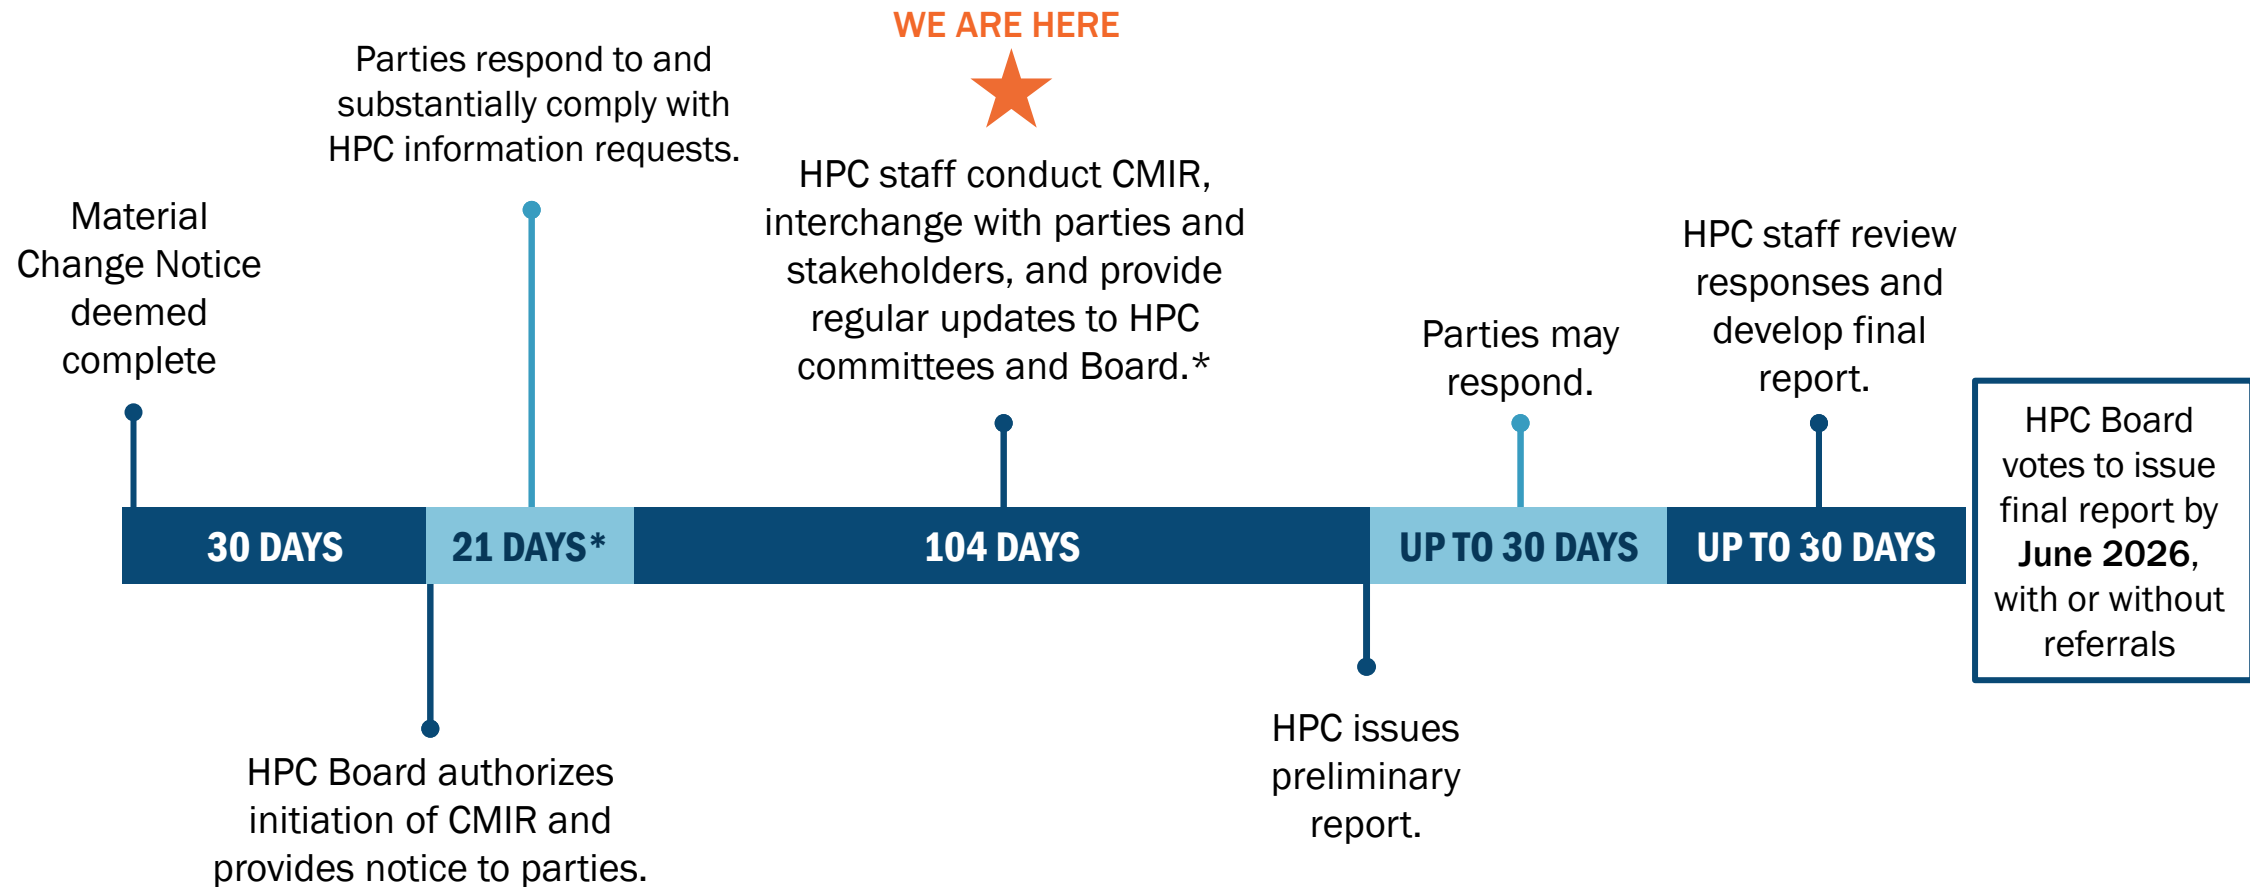 WE ARE HERE
Parties respond to and
substantially comply with
HPC information requests.
Material
Change Notice
deemed
complete
HPC staff conduct CMIR,
interchange with parties and
stakeholders, and provide
regular updates to HPC
committees and Board.*
Parties may
respond.
HPC staff review
responses and
develop final
report.
HPC Board
votes to issue
final report by
June 2026,
with or without
referrals
30 DAYS
21 DAYS*
104 DAYS
UP TO 30 DAYS
UP TO 30 DAYS
HPC Board authorizes
initiation of CMIR and
provides notice to parties.
HPC issues
preliminary
report.